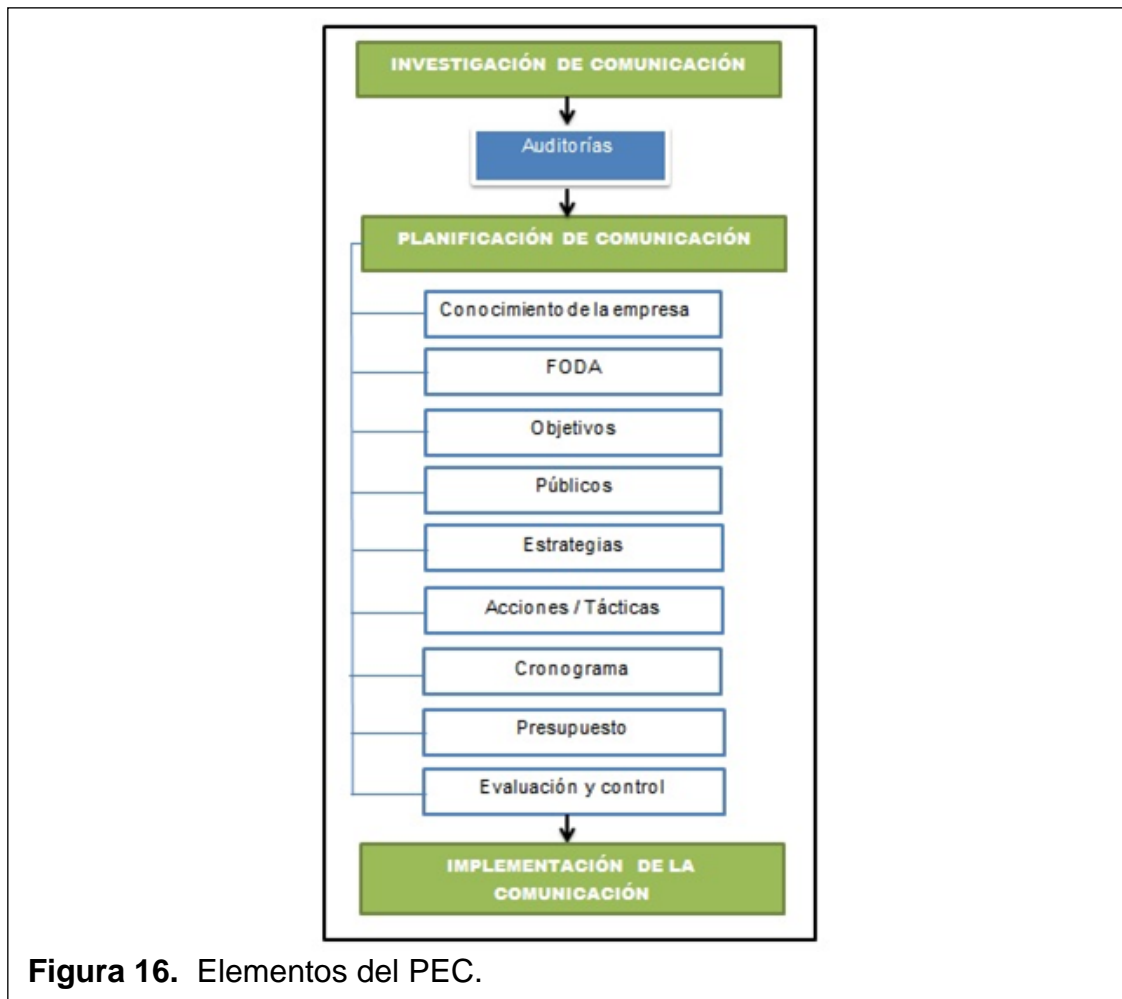 INVESTIGACIÓN DE COMUNICACIÓN
Auditorías
PLANIFICACIÓN DE COMUNICACIÓN
Conocimiento de la empresa
FODA
Objetivos
Públicos
Estrategias
Acciones / Tácticas
Cronograma
Presupuesto
Evaluación y control
IMPLEMENTACIÓN DE LA
COMUNICACIÓN
Figura 16. Elementos del PEC.